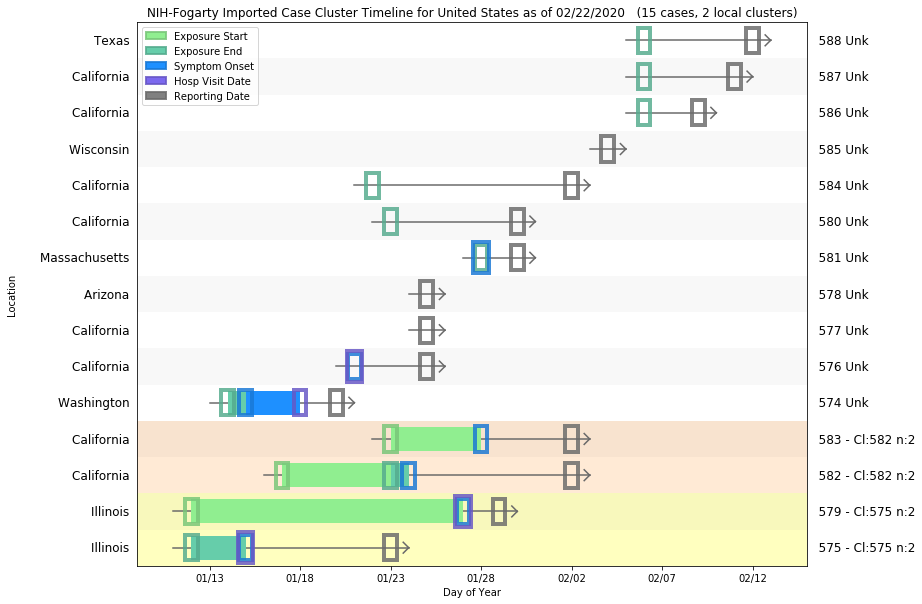 NIH-Fogarty Imported Case Cluster Timeline for United States as of 02/22/2020   (15 cases, 2 local clusters)
Exposure Start
Exposure End
Symptom Onset
Hosp Visit Date
Reporting Date
Texas 588 Unk
California 587 Unk
California 586 Unk
Wisconsin 585 Unk
California 584 Unk
California 580 Unk
Massachusetts 581 Unk
Arizona 578 Unk
California 577 Unk
California 576 Unk
Washington 574 Unk
California 583 - Cl:582 n:2
California 582 - Cl:582 n:2
Illinois 579 - Cl:575 n:2
Illinois 575 - Cl:575 n:2
Location
01/13 01/18 01/23 01/28 02/02 02/07 02/12
Day of Year